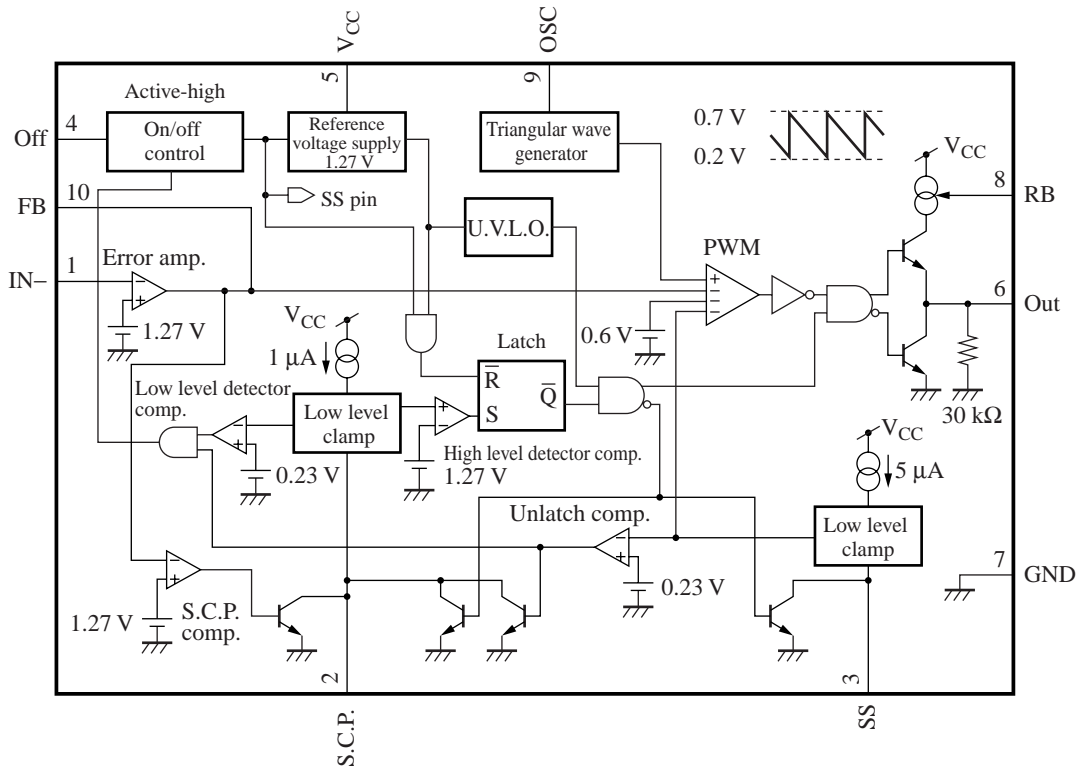 VCC
OSC
5
9
Active-high
Off
4
On/off
control
Reference
voltage supply
1.27 V
Triangular wave
generator
0.7 V
0.2 V
VCC
8
RB
10
FB
SS pin
U.V.L.O.
PWM
1
IN–
Error amp.
1.27 V
VCC
1 μA
0.6 V
6
Out
30 kΩ
Latch
R̅
S
Q̅
Low level detector
comp.
Low level
clamp
0.23 V
High level detector comp.
1.27 V
VCC
5 μA
Low level
clamp
Unlatch comp.
0.23 V
7
GND
1.27 V
S.C.P.
comp.
2
3
S.C.P.
SS
+
−
−
−
−
+
+
−
−
+
−
+
−
+